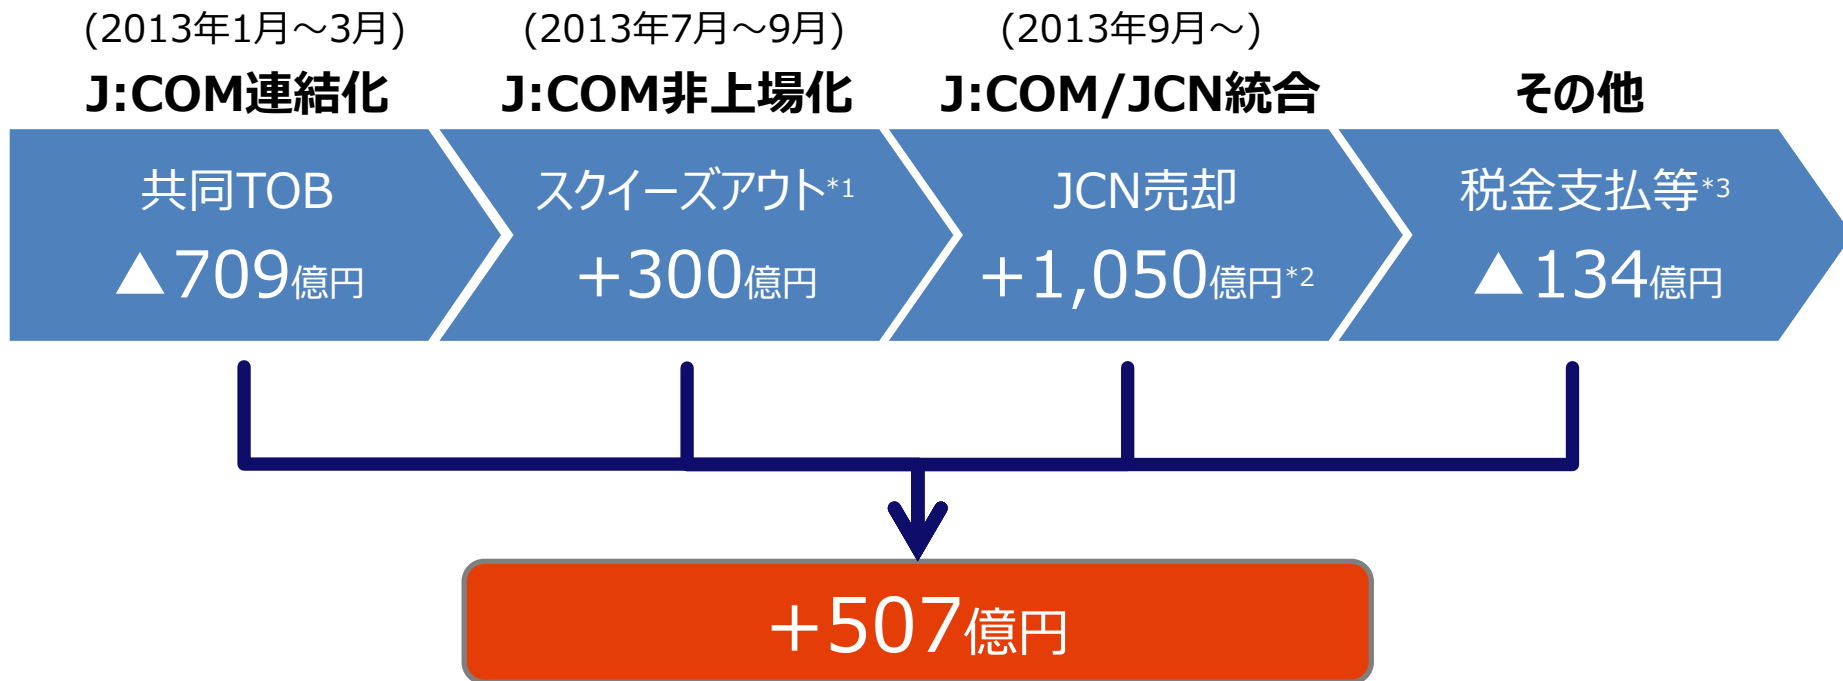 (2013年1月～3月)
J:COM連結化
共同TOB
▲709億円
(2013年7月～9月)
J:COM非上場化
スクイーズアウト*1
+300億円
(2013年9月～)
J:COM/JCN統合
JCN売却
+1,050億円*2
その他
税金支払等*3
▲134億円
+507億円